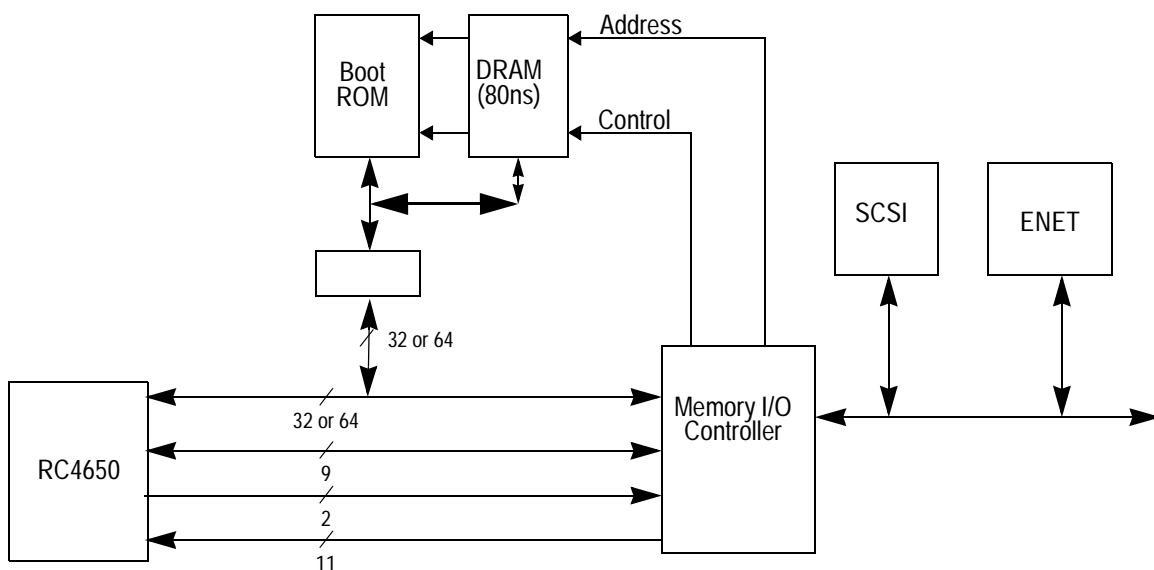 Address
Boot
ROM
DRAM
(80ns)
Control
SCSI
ENET
32 or 64
32 or 64
Memory I/O
Controller
RC4650
9
2
11